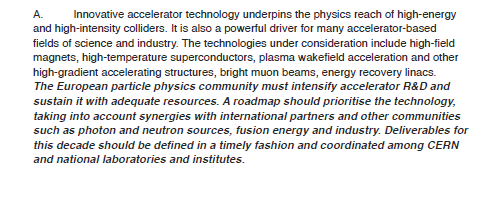 A. Innovative accelerator technology underpins the physics reach of high-energy
and high-intensity colliders. It is also a powerful driver for many accelerator-based
fields of science and industry. The technologies under consideration include high-field
magnets, high-temperature superconductors, plasma wakefield acceleration and other
high-gradient accelerating structures, bright muon beams, energy recovery linacs.
The European particle physics community must intensify accelerator R&D and
sustain it with adequate resources. A roadmap should prioritise the technology,
taking into account synergies with international partners and other communities
such as photon and neutron sources, fusion energy and industry. Deliverables for
this decade should be defined in a timely fashion and coordinated among CERN
and national laboratories and institutes.